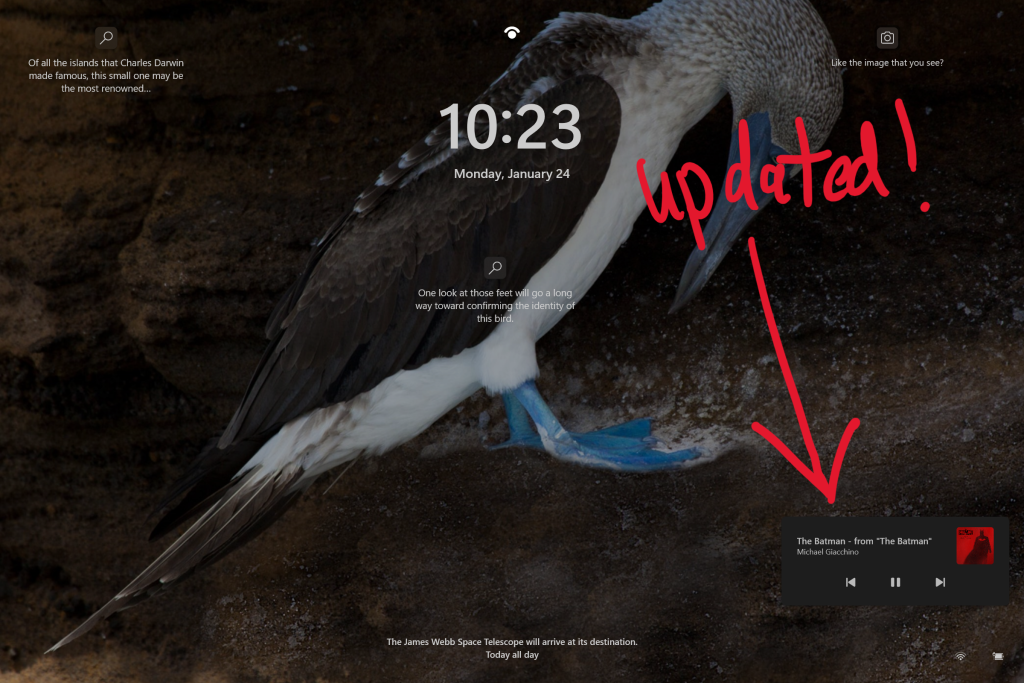 Of all the islands that Charles Darwin
made famous, this small one may be
the most renowned...
Like the image that you see?
10:23
Monday, January 24
updated!
One look at those feet will go a long
way toward confirming the identity of
this bird.
The Batman - from "The Batman"
Michael Giacchino
The James Webb Space Telescope will arrive at its destination.
Today all day